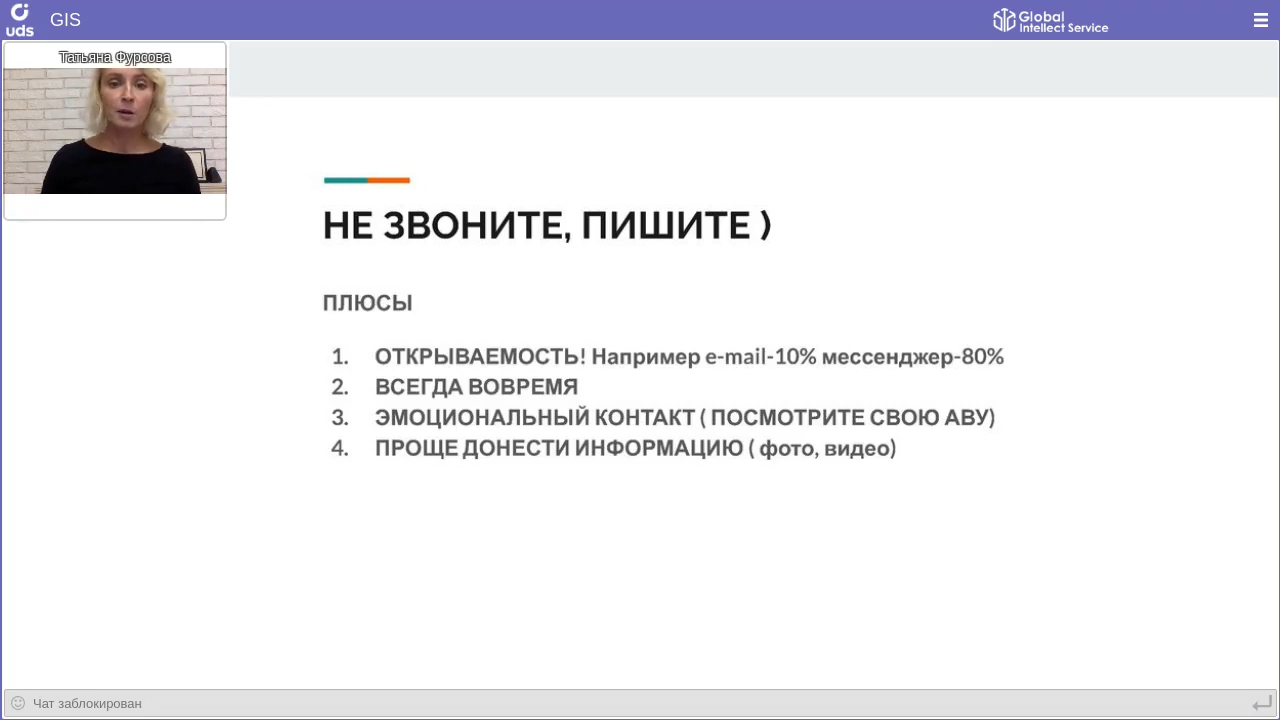 uds
GIS
Global
Intellect Service
Татьяна Фурсова
НЕ ЗВОНИТЕ, ПИШИТЕ )
ПЛЮСЫ
1. ОТКРЫВАЕМОСТЬ! Например e-mail-10% мессенджер-80%
2. ВСЕГДА ВОВРЕМЯ
3. ЭМОЦИОНАЛЬНЫЙ КОНТАКТ ( ПОСМОТРИТЕ СВОЮ АВУ)
4. ПРОЩЕ ДОНЕСТИ ИНФОРМАЦИЮ ( фото, видео)
Чат заблокирован